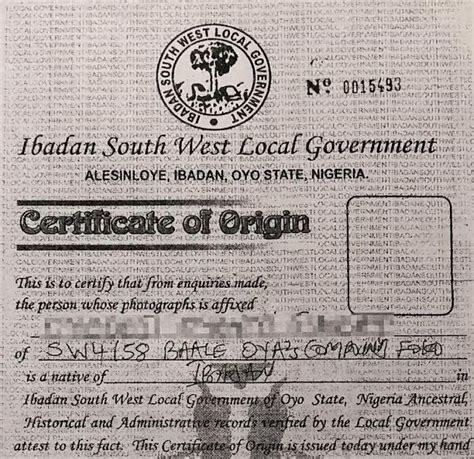 IBADAN SOUTH WEST LOCAL GOVERNMENT
Nº 0015493
Ibadan South West Local Government
ALESINLOYE, IBADAN, OYO STATE, NIGERIA.
Certificate of Origin
This is to certify that from enquiries made,
the person whose photographs is affixed
of SW4/58 BAALE OYA'S COMPOUND
is a native of IBADAN in
Ibadan South West Local Government of Oyo State, Nigeria Ancestral,
Historical and Administrative records verified by the Local Government
attest to this fact. This Certificate of Origin is issued today under my hand